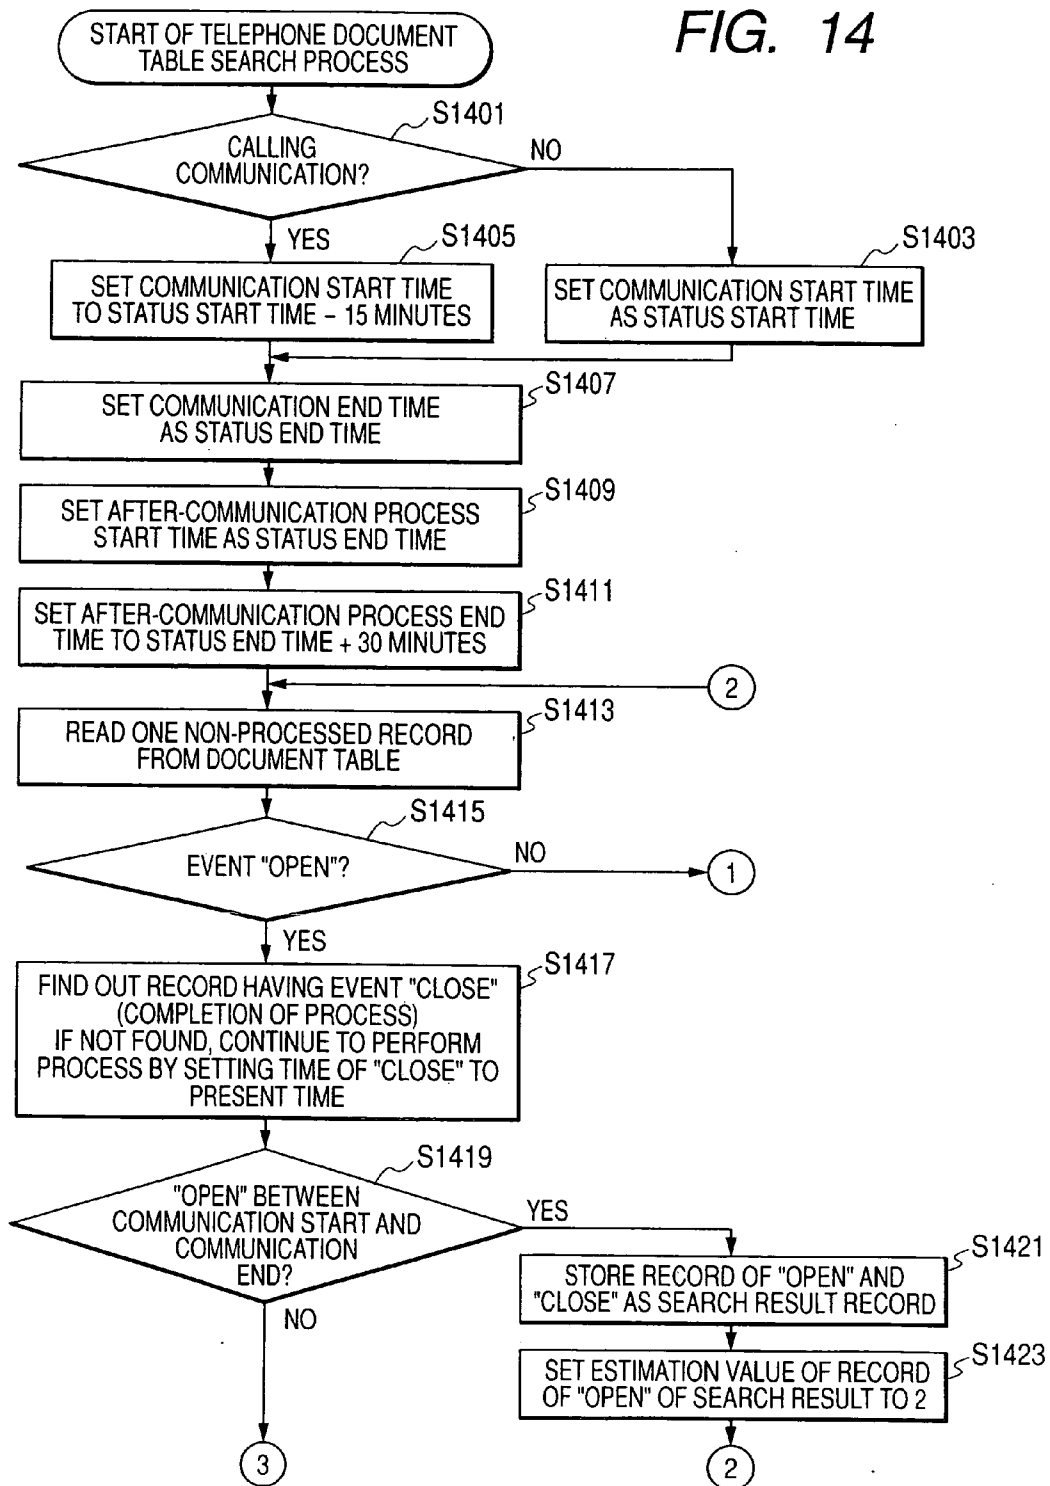 FIG. 14
START OF TELEPHONE DOCUMENT
TABLE SEARCH PROCESS
S1401
CALLING
COMMUNICATION?
NO
YES
S1405
SET COMMUNICATION START TIME
TO STATUS START TIME – 15 MINUTES
S1403
SET COMMUNICATION START TIME
AS STATUS START TIME
S1407
SET COMMUNICATION END TIME
AS STATUS END TIME
S1409
SET AFTER-COMMUNICATION PROCESS
START TIME AS STATUS END TIME
S1411
SET AFTER-COMMUNICATION PROCESS END
TIME TO STATUS END TIME + 30 MINUTES
2
S1413
READ ONE NON-PROCESSED RECORD
FROM DOCUMENT TABLE
S1415
EVENT "OPEN"?
NO
1
YES
S1417
FIND OUT RECORD HAVING EVENT "CLOSE"
(COMPLETION OF PROCESS)
IF NOT FOUND, CONTINUE TO PERFORM
PROCESS BY SETTING TIME OF "CLOSE" TO
PRESENT TIME
S1419
"OPEN" BETWEEN
COMMUNICATION START AND
COMMUNICATION
END?
YES
NO
S1421
STORE RECORD OF "OPEN" AND
"CLOSE" AS SEARCH RESULT RECORD
S1423
SET ESTIMATION VALUE OF RECORD
OF "OPEN" OF SEARCH RESULT TO 2
3
2